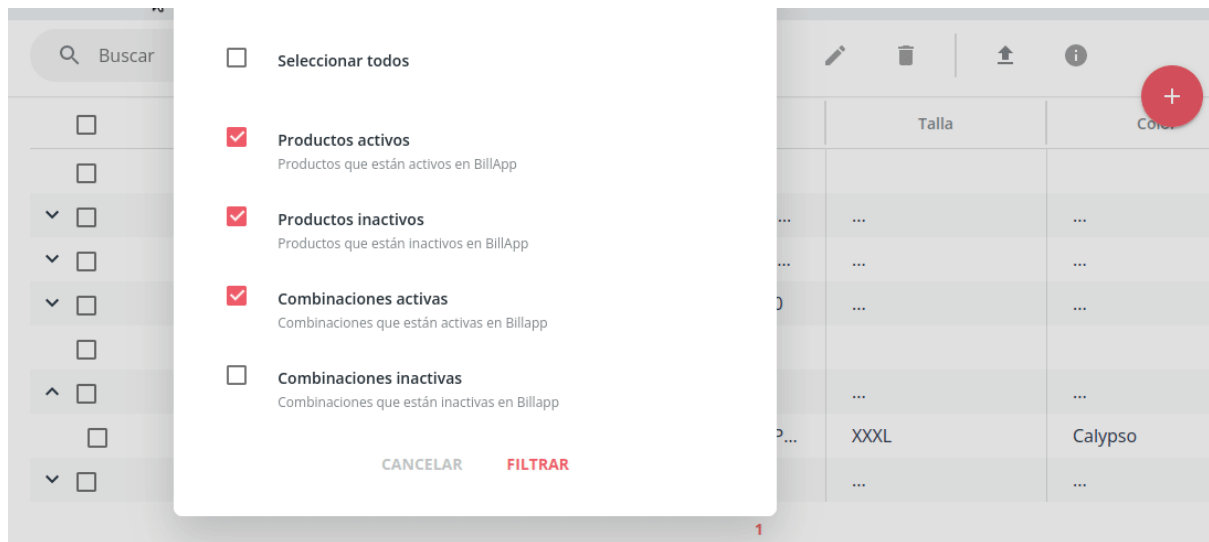 Buscar
Seleccionar todos
Productos activos
Productos que están activos en BillApp
Productos inactivos
Productos que están inactivos en BillApp
Combinaciones activas
Combinaciones que están activas en Billapp
Combinaciones inactivas
Combinaciones que están inactivas en Billapp
CANCELAR FILTRAR
+
Talla
... ... ...
... ... ...
... ...
... ...
... XXXL Calypso
... ...
1